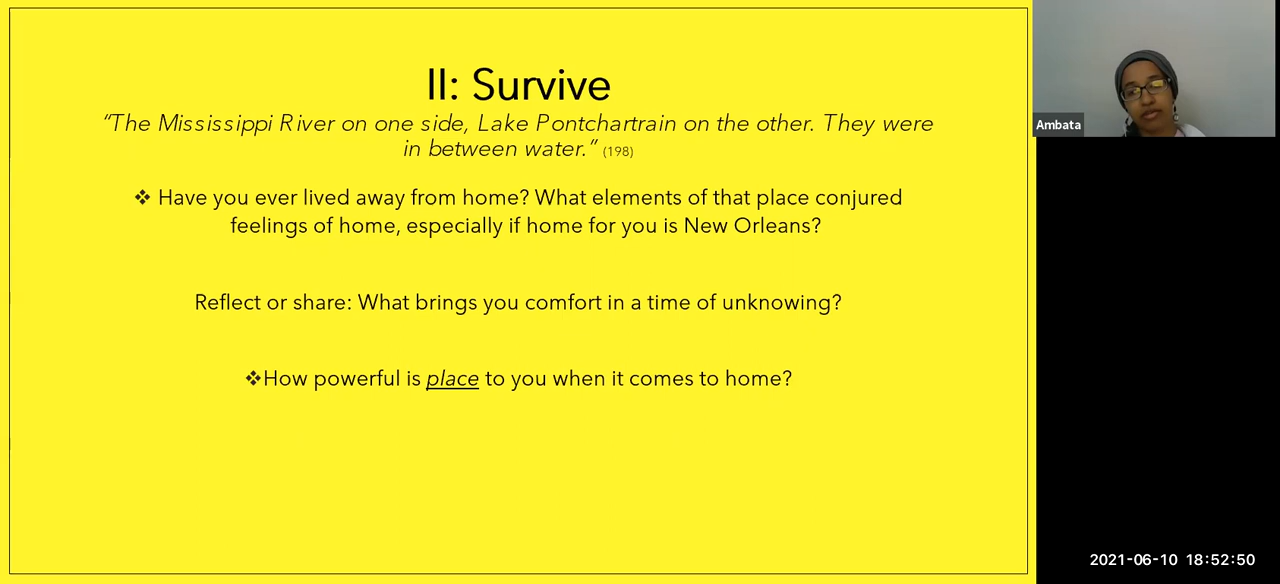 II: Survive
“The Mississippi River on one side, Lake Pontchartrain on the other. They were
in between water.” (198)
❖ Have you ever lived away from home? What elements of that place conjured
feelings of home, especially if home for you is New Orleans?
Reflect or share: What brings you comfort in a time of unknowing?
❖How powerful is place to you when it comes to home?
Ambata
2021-06-10 18:52:50